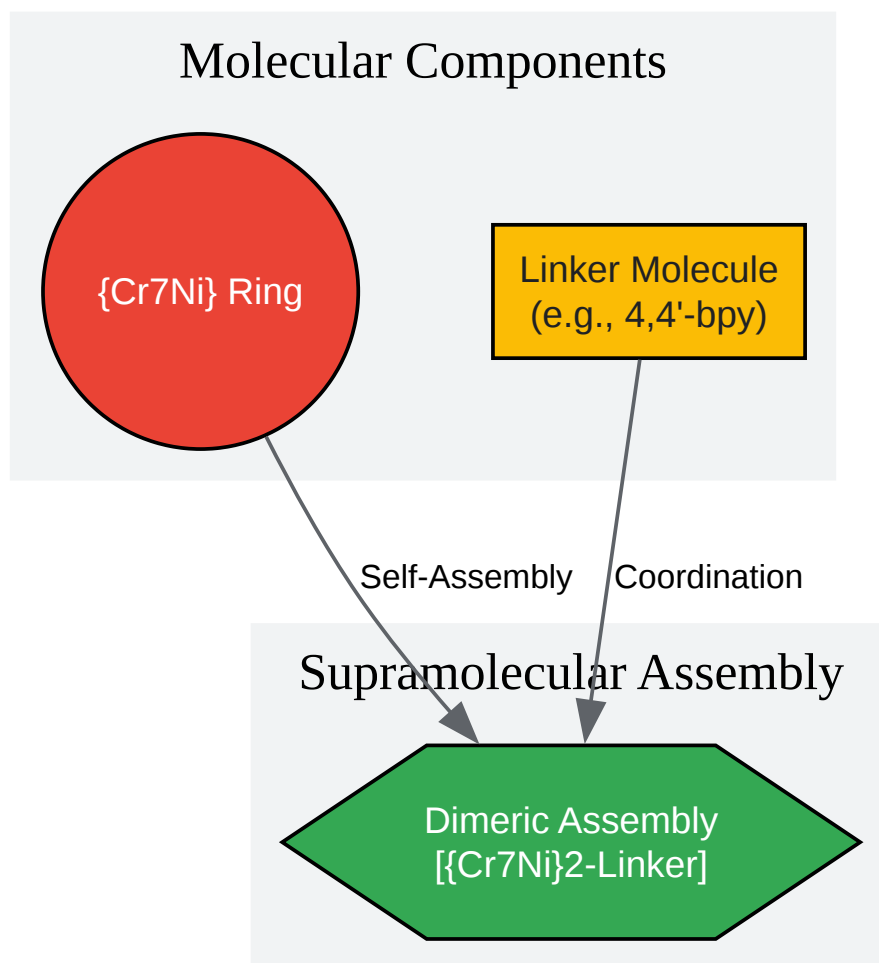 Molecular Components
{Cr7Ni} Ring
Linker Molecule
(e.g., 4,4'-bpy)
Self-Assembly
Coordination
Supramolecular Assembly
Dimeric Assembly
[{Cr7Ni}2-Linker]